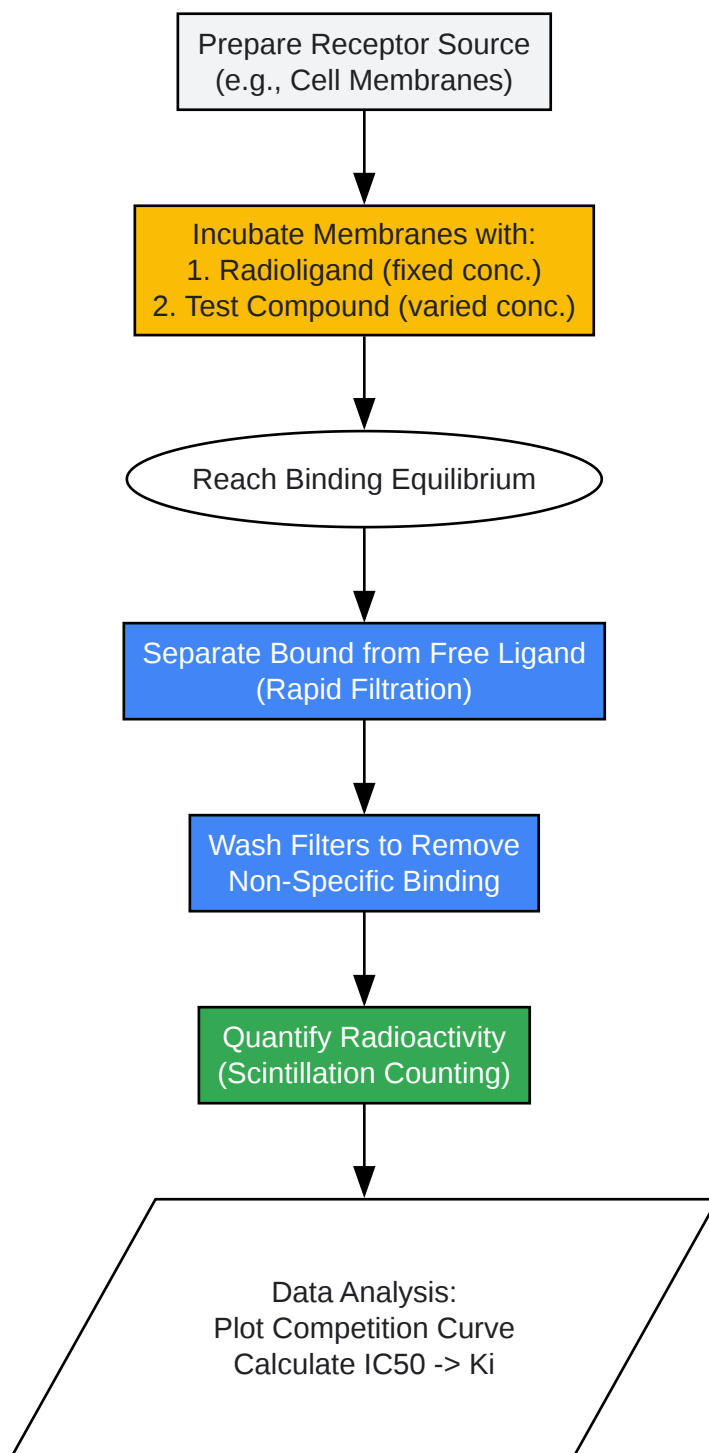 Prepare Receptor Source
(e.g., Cell Membranes)
Incubate Membranes with:
1. Radioligand (fixed conc.)
2. Test Compound (varied conc.)
Reach Binding Equilibrium
Separate Bound from Free Ligand
(Rapid Filtration)
Wash Filters to Remove
Non-Specific Binding
Quantify Radioactivity
(Scintillation Counting)
Data Analysis:
Plot Competition Curve
Calculate IC50 -> Ki